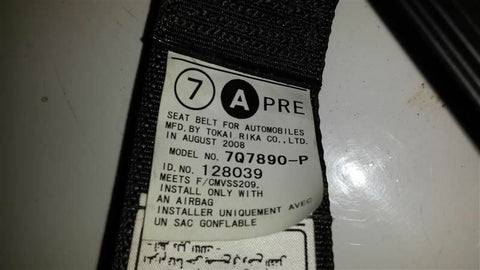 7 A PRE
SEAT BELT FOR AUTOMOBILES
MFD. BY TOKAI RIKA CO., LTD.
IN AUGUST 2008
MODEL NO. 7Q7890-P
ID. NO. 128039
MEETS F/CMVSS209.
INSTALL ONLY WITH
AN AIRBAG
INSTALLER UNIQUEMENT AVEC
UN SAC GONFLABLE